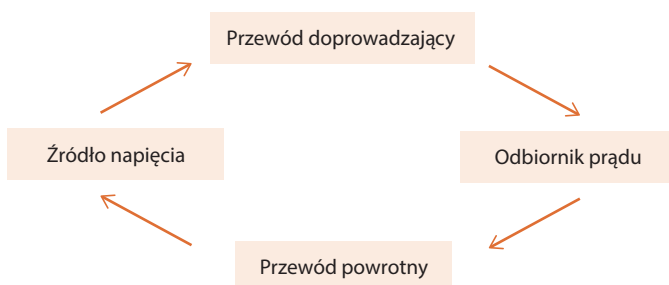 Przewód doprowadzający
Źródło napięcia
Odbiornik prądu
Przewód powrotny